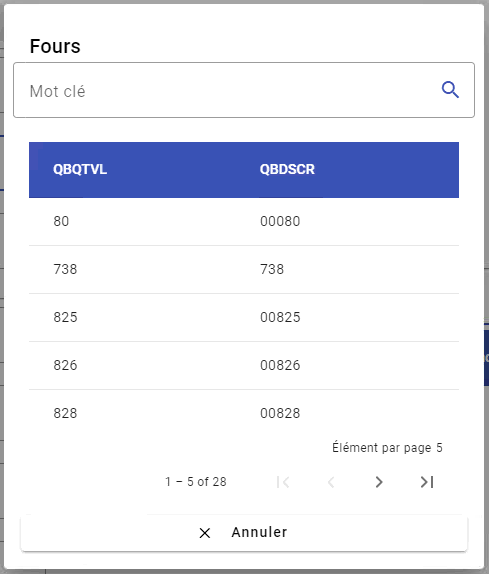 Fours
Mot clé
QBQTVL QBDSCR
80 00080
738 738
825 00825
826 00826
828 00828
Élément par page 5
1 – 5 of 28
Annuler